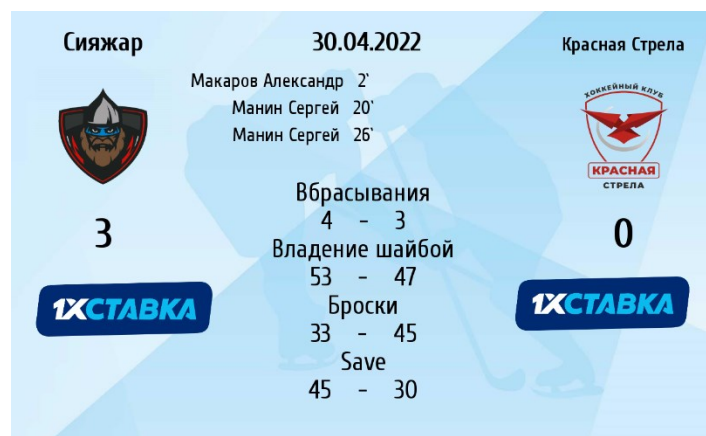 Сияжар
30.04.2022
Красная Стрела
Макаров Александр 2`
Манин Сергей 20`
Манин Сергей 26`
ХОККЕЙНЫЙ КЛУБ
КРАСНАЯ
СТРЕЛА
Вбрасывания
4 - 3
3
0
Владение шайбой
53 - 47
1XСТАВКА
1XСТАВКА
Броски
33 - 45
Save
45 - 30